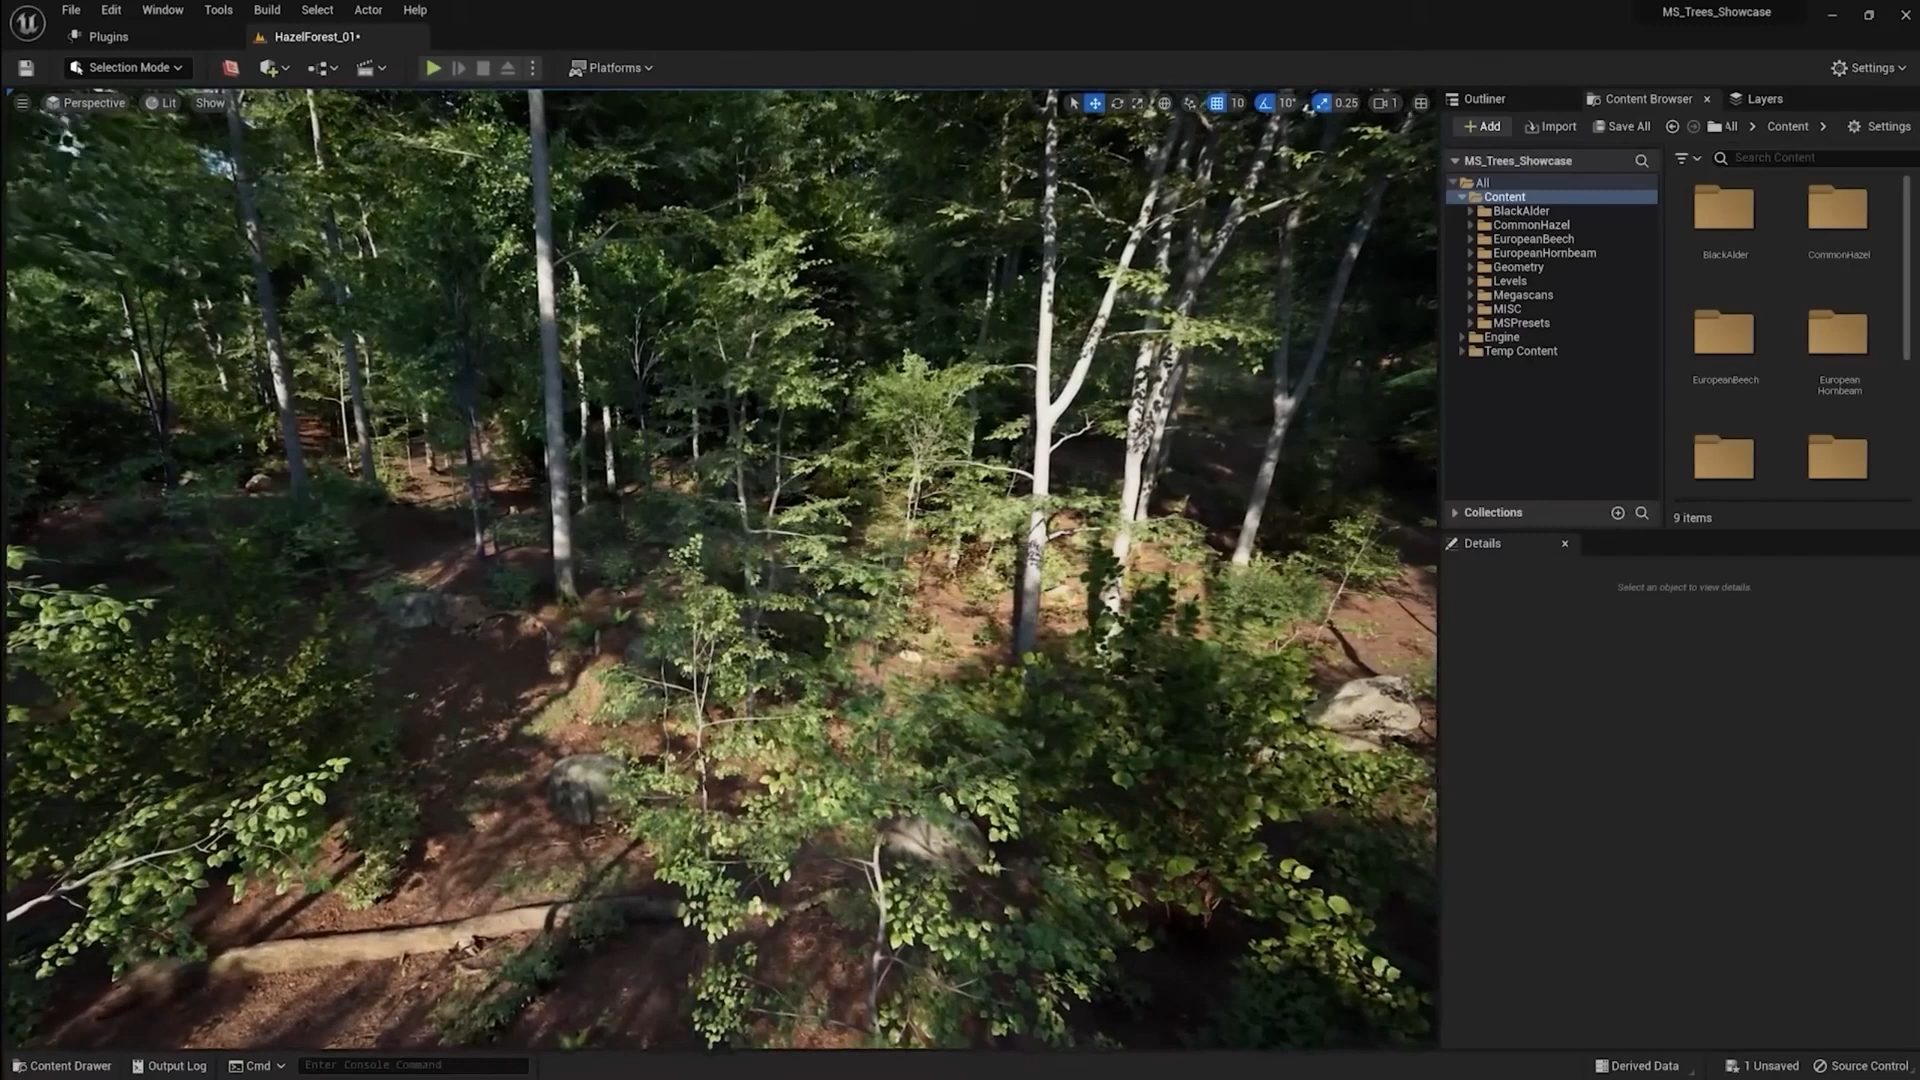 File Edit Window Tools Build Select Actor Help
MS_Trees_Showcase
Plugins
HazelForest_01•
Selection Mode
Platforms
Settings
Perspective
Lit
Show
10
10°
0.25
1
Outliner
Content Browser
Layers
Add
Import
Save All
All
Content
Settings
MS_Trees_Showcase
Search Content
All
Content
BlackAlder
CommonHazel
EuropeanBeech
EuropeanHornbeam
Geometry
Levels
Megascans
MISC
MSPresets
Engine
Temp Content
BlackAlder
CommonHazel
EuropeanBeech
European
Hornbeam
Collections
9 items
Details
Select an object to view details.
Content Drawer
Output Log
Cmd
Enter Console Command
Derived Data
1 Unsaved
Source Control